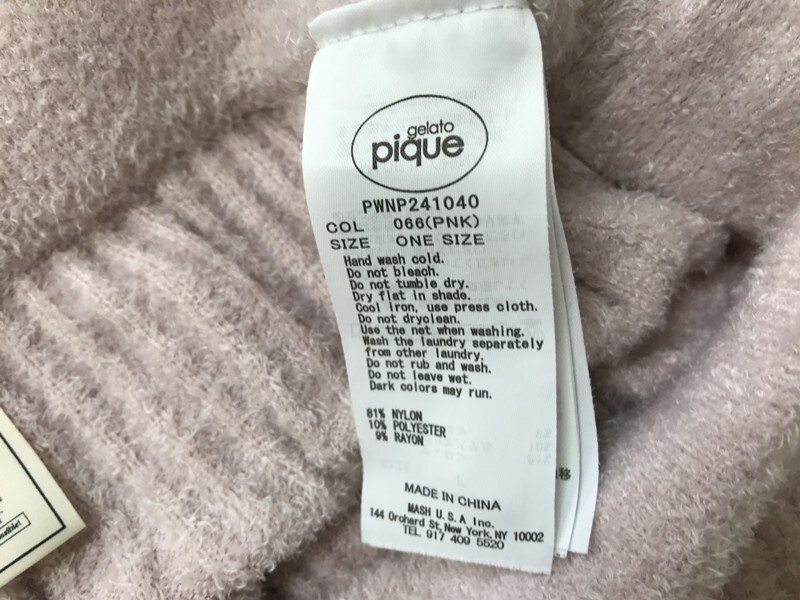 gelato
pique
PWNP241040
COL 066(PNK)
SIZE ONE SIZE
Hand wash cold.
Do not bleach.
Do not tumble dry.
Dry flat in shade.
Cool iron, use press cloth.
Do not dryclean.
Use the net when washing.
Wash the laundry separately
from other laundry.
Do not rub and wash.
Do not leave wet.
Dark colors may run.
81% NYLON
10% POLYESTER
9% RAYON
MADE IN CHINA
MASH U.S.A Inc.
144 Orchard St, New York, NY 10002
TEL 917 409 5520
移